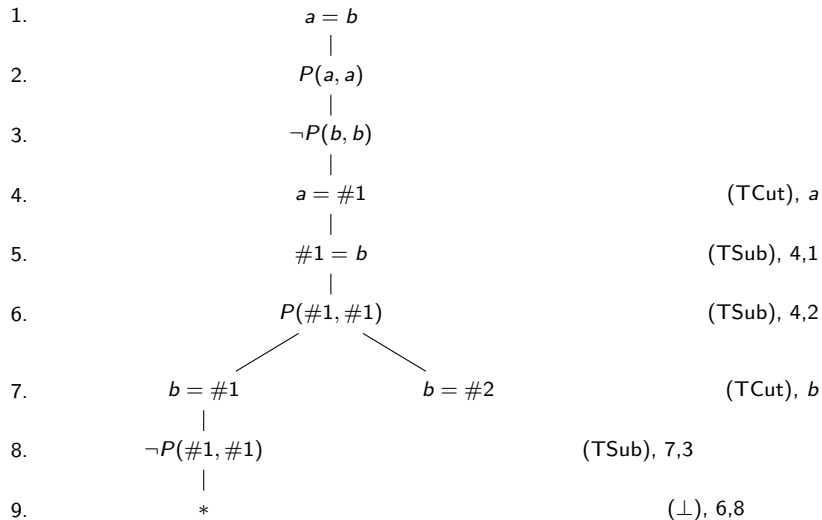 1. a = b
2. P(a, a)
3. ¬P(b, b)
4. a = #1 (TCut), a
5. #1 = b (TSub), 4,1
6. P(#1, #1) (TSub), 4,2
7. b = #1 b = #2 (TCut), b
8. ¬P(#1, #1) (TSub), 7,3
9. * (⊥), 6,8